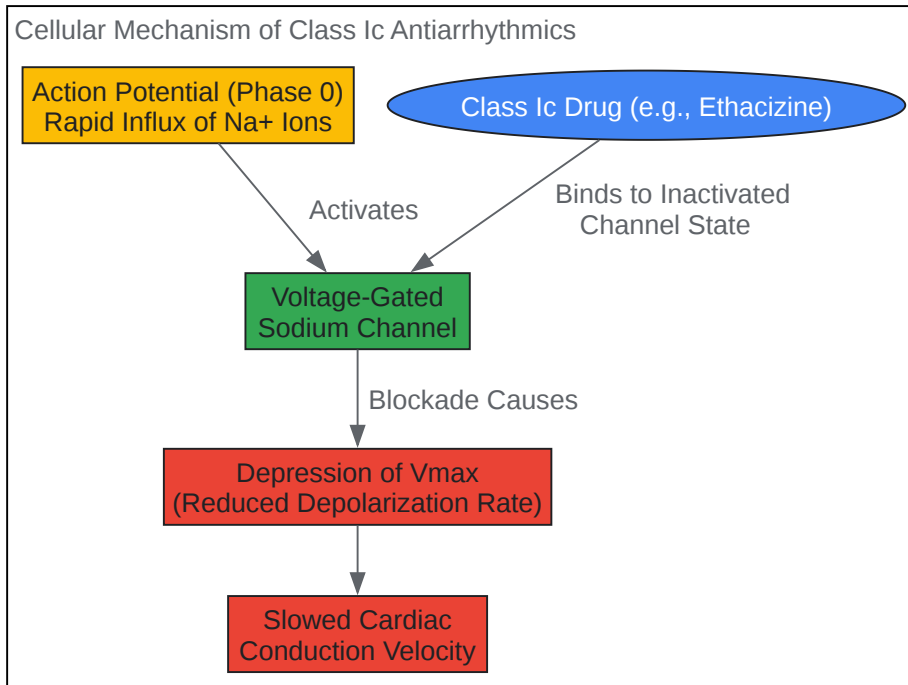 Cellular Mechanism of Class Ic Antiarrhythmics
Action Potential (Phase 0)
Rapid Influx of Na+ Ions
Class Ic Drug (e.g., Ethacizine)
Activates
Binds to Inactivated
Channel State
Voltage-Gated
Sodium Channel
Blockade Causes
Depression of Vmax
(Reduced Depolarization Rate)
Slowed Cardiac
Conduction Velocity